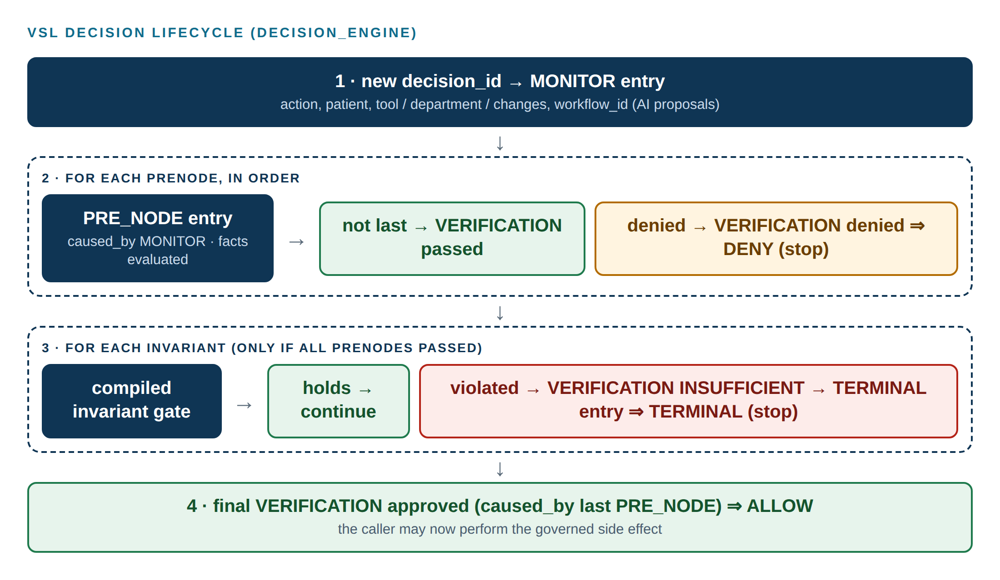 VSL DECISION LIFECYCLE (DECISION_ENGINE)
1 · new decision_id → MONITOR entry
action, patient, tool / department / changes, workflow_id (AI proposals)
↓
2 · FOR EACH PRENODE, IN ORDER
PRE_NODE entry
caused_by MONITOR · facts
evaluated
→
not last → VERIFICATION
passed
denied → VERIFICATION denied ⇒
DENY (stop)
↓
3 · FOR EACH INVARIANT (ONLY IF ALL PRENODES PASSED)
compiled
invariant gate
→
holds →
continue
violated → VERIFICATION INSUFFICIENT → TERMINAL
entry ⇒ TERMINAL (stop)
↓
4 · final VERIFICATION approved (caused_by last PRE_NODE) ⇒ ALLOW
the caller may now perform the governed side effect